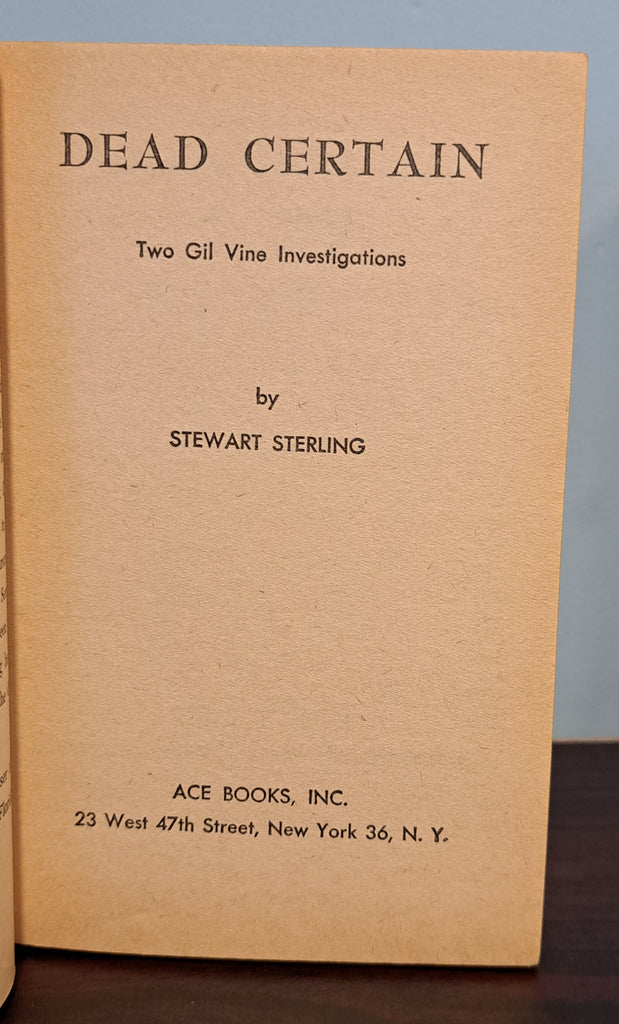 DEAD CERTAIN
Two Gil Vine Investigations
by
STEWART STERLING
ACE BOOKS, INC.
23 West 47th Street, New York 36, N. Y.